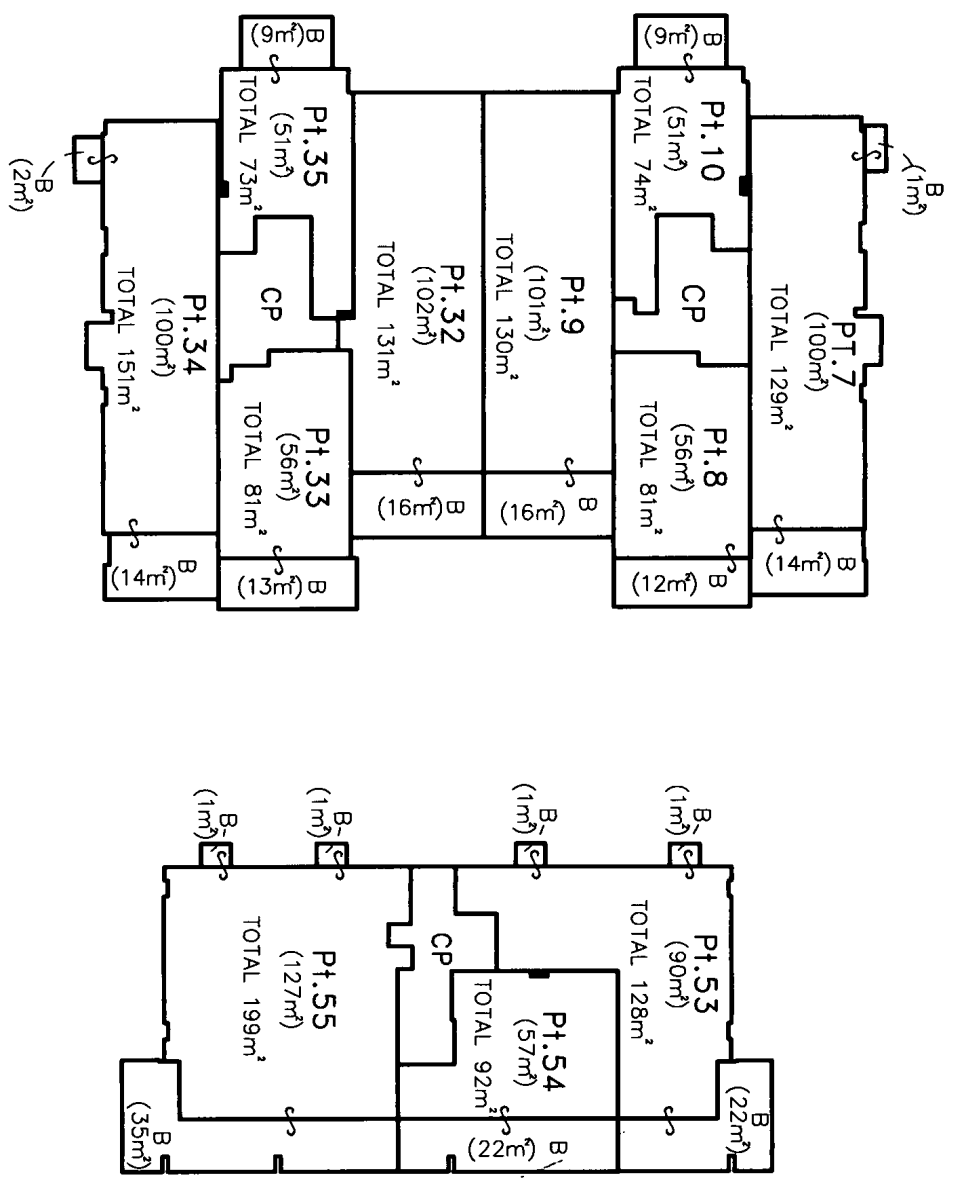 B
(9m²)
B
(9m²)
B
(2m²)
B
(1m²)
Pt.35
(51m²)
TOTAL 73m²
Pt.10
(51m²)
TOTAL 74m²
CP
CP
Pt.34
(100m²)
TOTAL 151m²
Pt.32
(102m²)
TOTAL 131m²
Pt.9
(101m²)
TOTAL 130m²
PT.7
(100m²)
TOTAL 129m²
Pt.33
(56m²)
TOTAL 81m²
Pt.8
(56m²)
TOTAL 81m²
B
(14m²)
B
(13m²)
B
(16m²)
B
(16m²)
B
(12m²)
B
(14m²)
B
(1m²)
B
(1m²)
B
(1m²)
B
(1m²)
Pt.55
(127m²)
TOTAL 199m²
CP
Pt.54
(57m²)
TOTAL 92m²
Pt.53
(90m²)
TOTAL 128m²
B
(35m²)
B
(22m²)
B
(22m²)